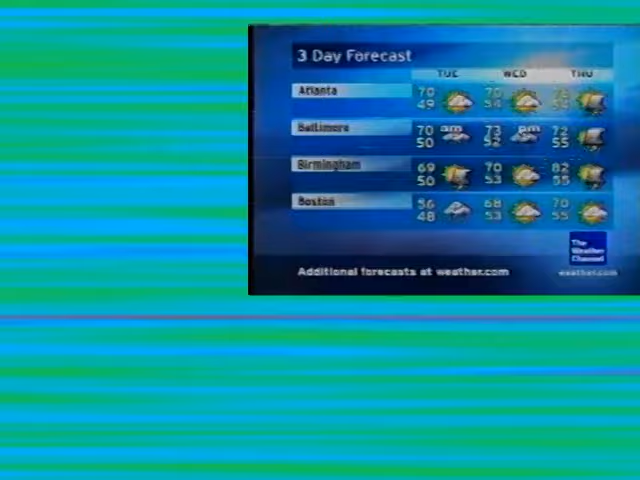 3 Day Forecast
TUE WED THU
Atlanta 70 70
49 54
Baltimore 70 am 73 pm 72
50 52 55
Birmingham 69 70 82
50 53 55
Boston 56 68 70
48 53 55
The
Weather
Channel
Additional forecasts at weather.com weather.com